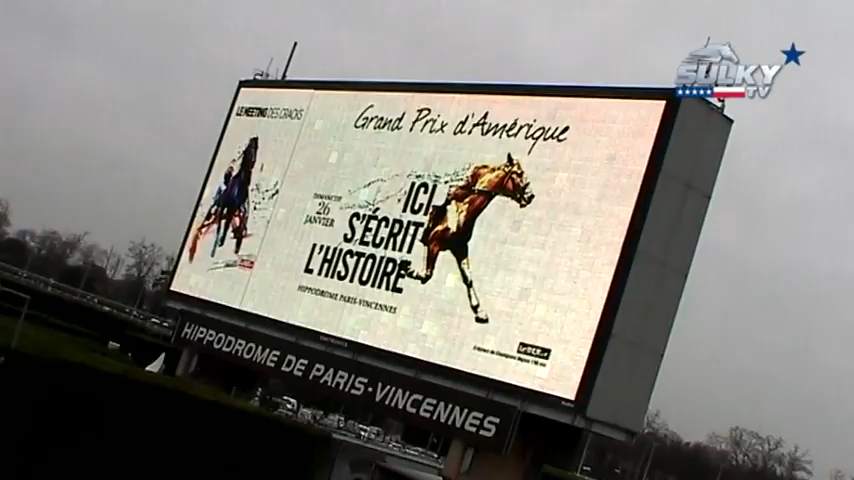 SULKY
TV
LE MEETING DES CRACKS
Grand Prix d'Amérique
DIMANCHE
26
JANVIER
ICI
S'ÉCRIT
L'HISTOIRE
HIPPODROME PARIS-VINCENNES
HIPPODROME DE PARIS-VINCENNES